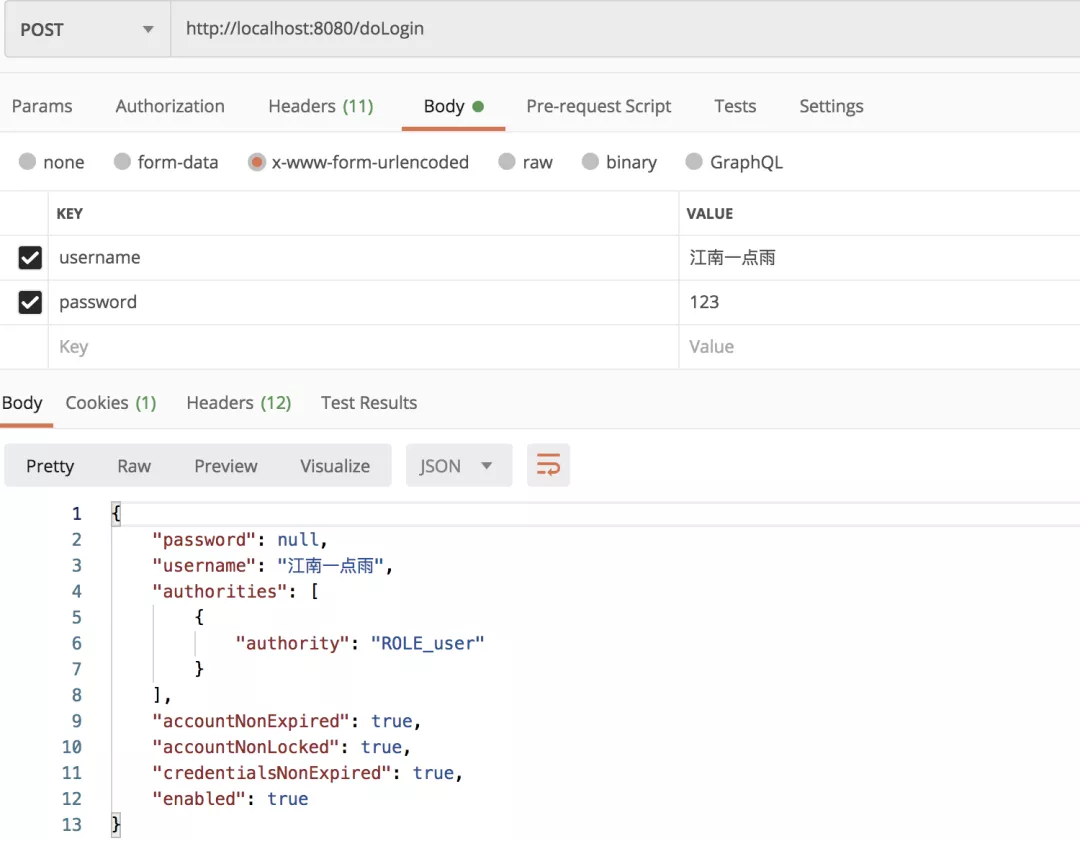 POST http://localhost:8080/doLogin
Params Authorization Headers (11) Body Pre-request Script Tests Settings
none form-data x-www-form-urlencoded raw binary GraphQL
KEY VALUE
username 江南一点雨
password 123
Key Value
Body Cookies (1) Headers (12) Test Results
Pretty Raw Preview Visualize JSON
1 {
2 "password": null,
3 "username": "江南一点雨",
4 "authorities": [
5 {
6 "authority": "ROLE_user"
7 }
8 ],
9 "accountNonExpired": true,
10 "accountNonLocked": true,
11 "credentialsNonExpired": true,
12 "enabled": true
13 }